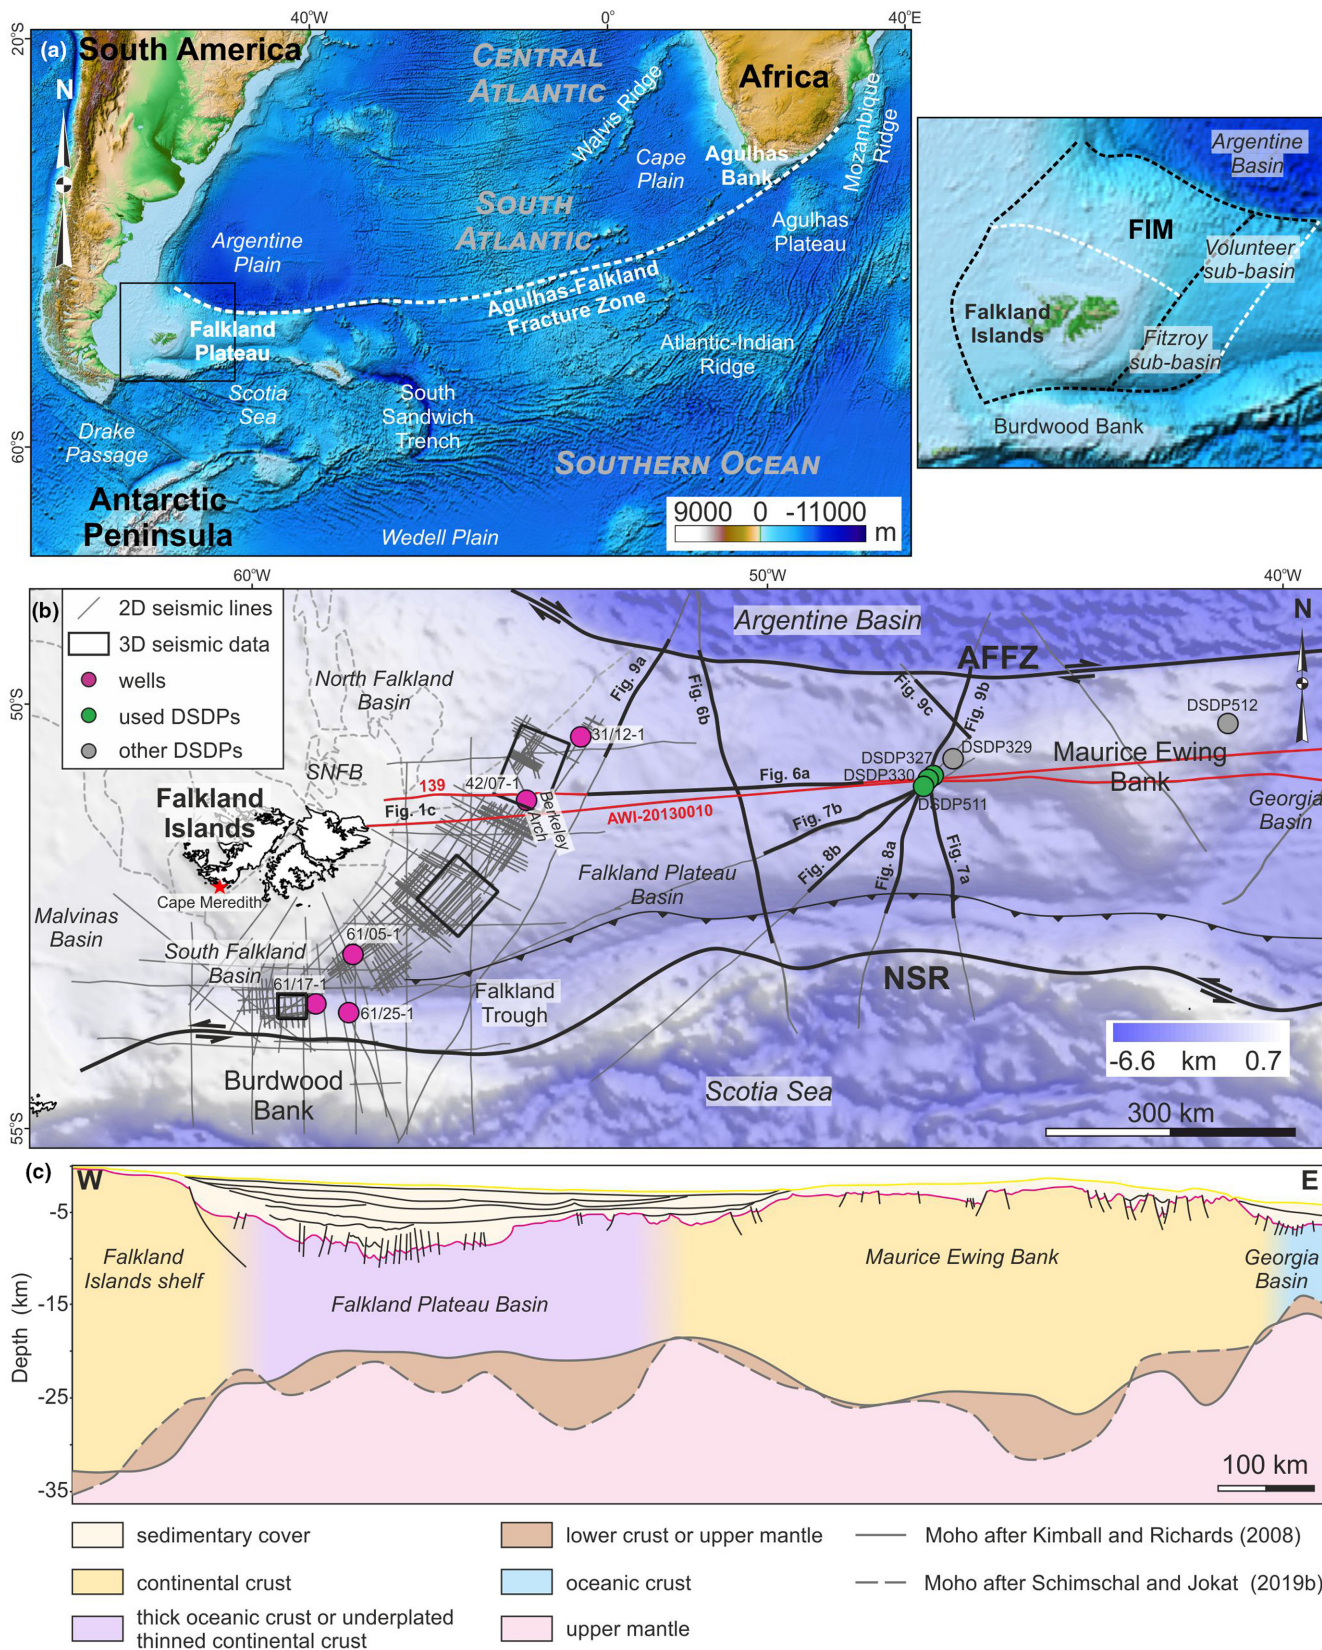 40°W
0°
40°E
20°S
(a)
South America
N
CENTRAL
ATLANTIC
Walvis Ridge
Africa
Mozambique
Ridge
Cape
Plain
Agulhas
Bank
SOUTH
ATLANTIC
Agulhas
Plateau
Argentine
Plain
Agulhas-Falkland
Fracture Zone
Falkland
Plateau
Atlantic-Indian
Ridge
Scotia
Sea
South
Sandwich
Trench
Drake
Passage
60°S
SOUTHERN OCEAN
Antarctic
Peninsula
Wedell Plain
9000 0 -11000
m
Argentine
Basin
FIM
Volunteer
sub-basin
Falkland
Islands
Fitzroy
sub-basin
Burdwood Bank
60°W
50°W
40°W
(b)
2D seismic lines
3D seismic data
wells
used DSDPs
other DSDPs
N
Argentine Basin
AFFZ
North Falkland
Basin
50°S
Fig. 9a
Fig. 6b
Fig. 9c
Fig. 9b
DSDP512
31/12-1
DSDP329
DSDP327
DSDP330
DSDP511
Maurice Ewing
Bank
SNFB
139
42/07-1
Fig. 6a
Falkland
Islands
Fig. 1c
Berkeley
Arch
AWI-20130010
Fig. 7b
Georgia
Basin
Fig. 8b
Fig. 8a
Fig. 7a
Falkland Plateau
Basin
Cape Meredith
Malvinas
Basin
61/05-1
South Falkland
Basin
61/17-1
61/25-1
Falkland
Trough
NSR
Burdwood
Bank
Scotia Sea
-6.6 km 0.7
300 km
55°S
(c)
W
E
-5
Falkland
Islands shelf
Maurice Ewing Bank
Georgia
Basin
Falkland Plateau Basin
-15
Depth (km)
-25
-35
100 km
sedimentary cover
continental crust
thick oceanic crust or underplated
thinned continental crust
lower crust or upper mantle
oceanic crust
upper mantle
Moho after Kimball and Richards (2008)
Moho after Schimschal and Jokat (2019b)